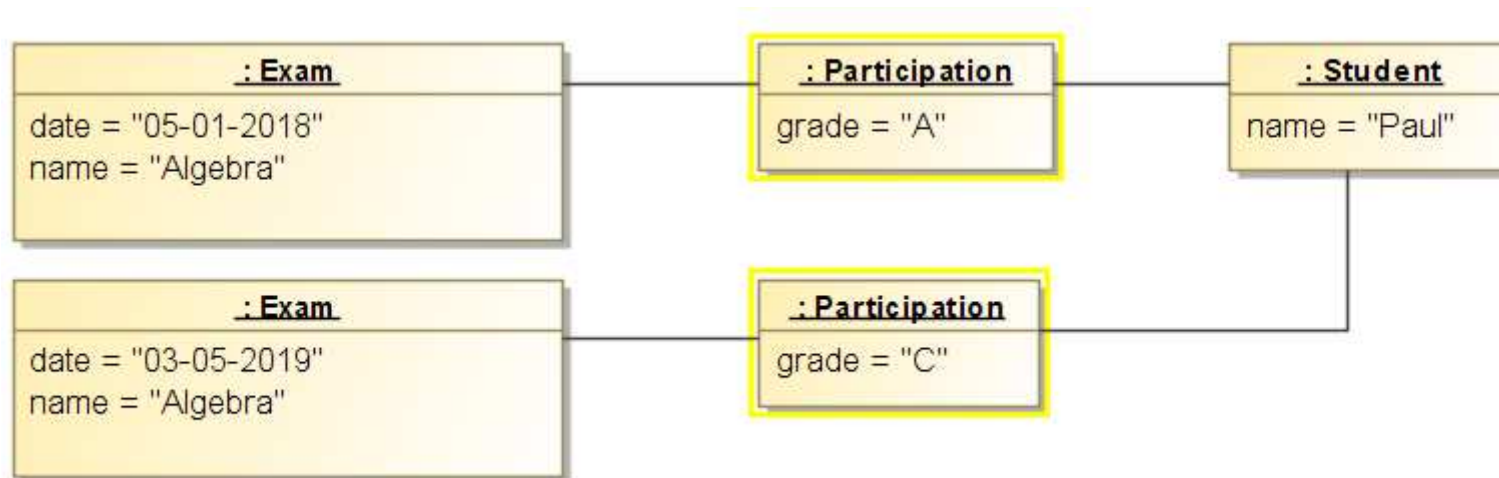 : Exam
date = "05-01-2018"
name = "Algebra"
: Participation
grade = "A"
: Student
name = "Paul"
: Exam
date = "03-05-2019"
name = "Algebra"
: Participation
grade = "C"